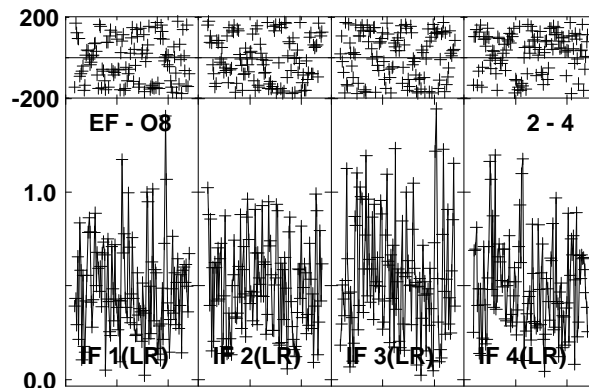 200
-200
EF - O8 2 - 4
1.0
IF 1(LR) IF 2(LR) IF 3(LR) IF 4(LR)
0.0